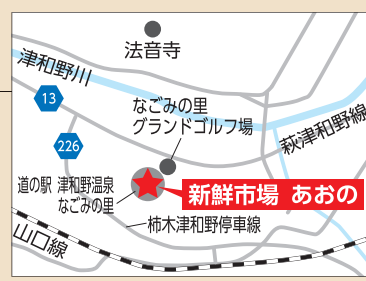 法音寺
津和野川
13
なごみの里
グランドゴルフ場
萩津和野線
226
道の駅 津和野温泉
なごみの里
新鮮市場 あおの
柿木津和野停車線
山口線